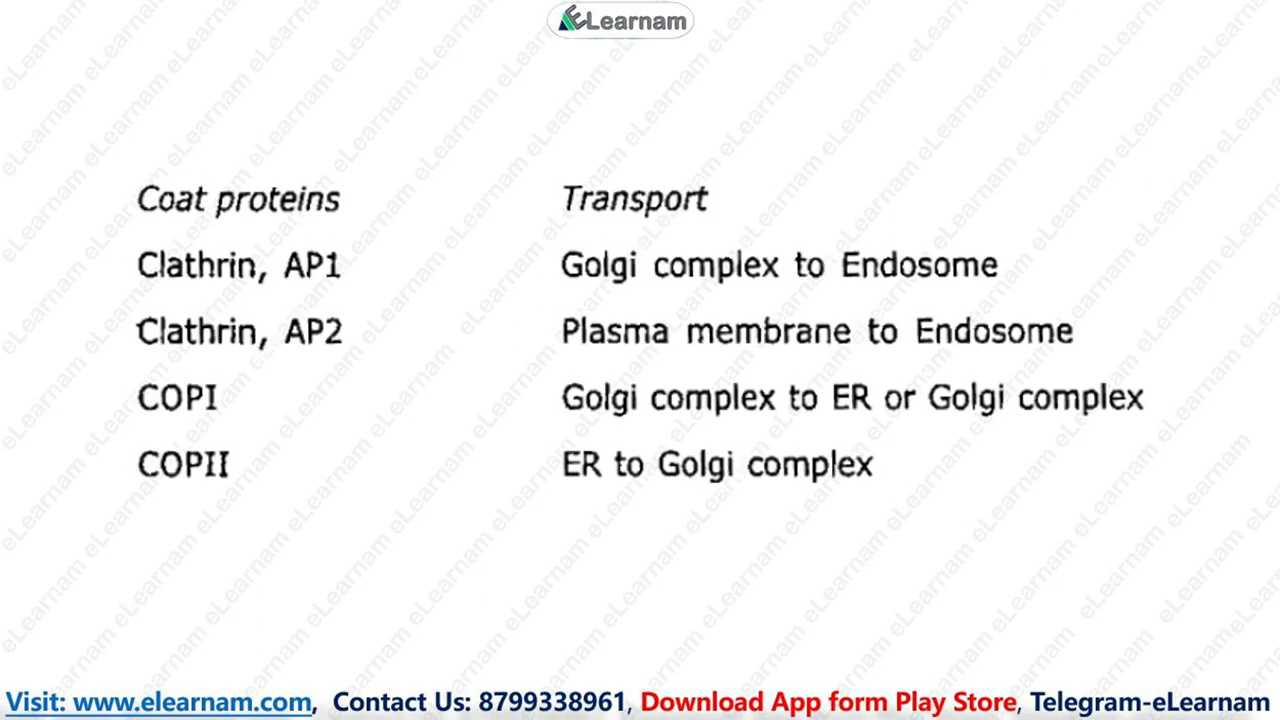 eLearnam
Coat proteins Transport
Clathrin, AP1 Golgi complex to Endosome
Clathrin, AP2 Plasma membrane to Endosome
COPI Golgi complex to ER or Golgi complex
COPII ER to Golgi complex
Visit: www.elearnam.com, Contact Us: 8799338961, Download App form Play Store, Telegram-eLearnam